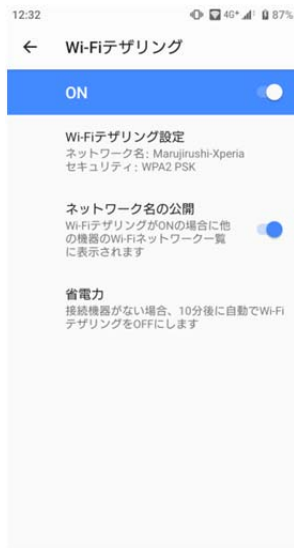 12:32 4G+ 87%
Wi-Fiテザリング
ON
Wi-Fiテザリング設定
ネットワーク名: Marujirushi-Xperia
セキュリティ: WPA2 PSK
ネットワーク名の公開
Wi-FiテザリングがONの場合に他
の機器のWi-Fiネットワーク一覧
に表示されます
省電力
接続機器がない場合、10分後に自動でWi-Fi
テザリングをOFFにします